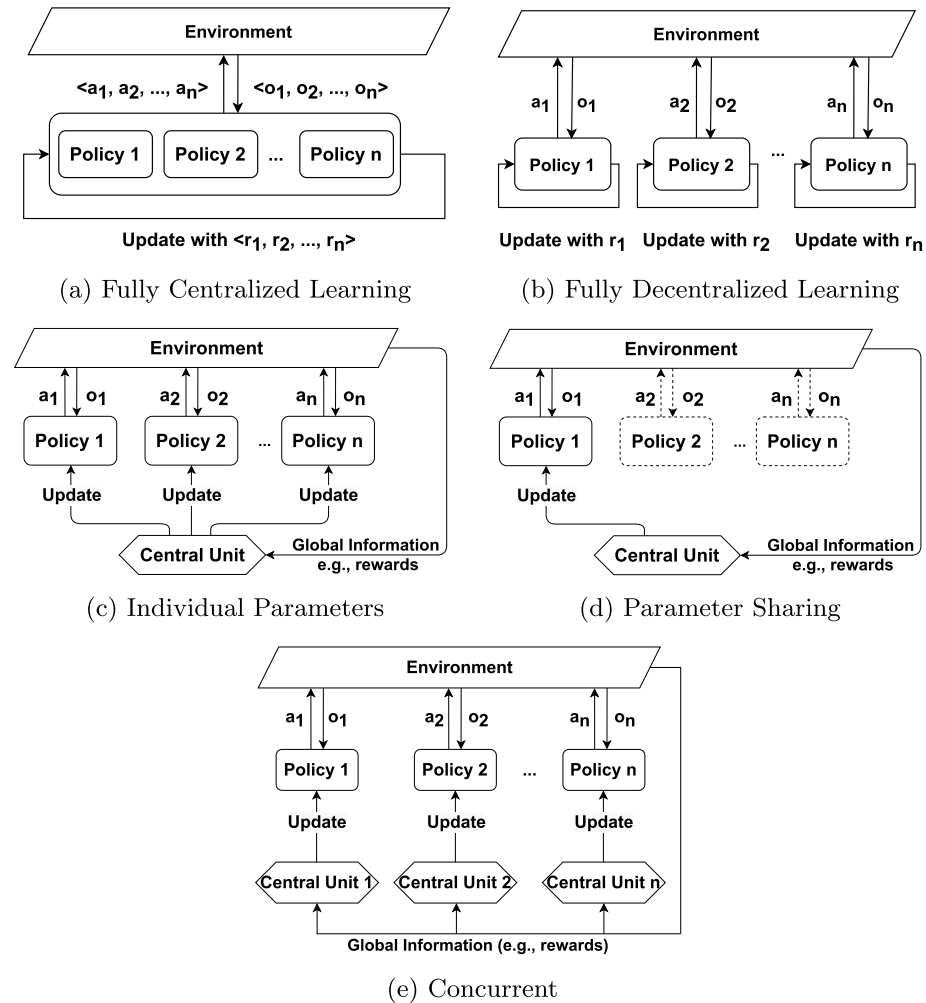 Environment
<a1, a2, ..., an> <o1, o2, ..., on>
Policy 1 Policy 2 ... Policy n
Update with <r1, r2, ..., rn>
(a) Fully Centralized Learning
Environment
a1 o1 a2 o2 an on
Policy 1 Policy 2 ... Policy n
Update with r1 Update with r2 Update with rn
(b) Fully Decentralized Learning
Environment
a1 o1 a2 o2 an on
Policy 1 Policy 2 ... Policy n
Update Update Update
Central Unit
Global Information
e.g., rewards
(c) Individual Parameters
Environment
a1 o1 a2 o2 an on
Policy 1 Policy 2 ... Policy n
Update
Central Unit
Global Information
e.g., rewards
(d) Parameter Sharing
Environment
a1 o1 a2 o2 an on
Policy 1 Policy 2 ... Policy n
Update Update Update
Central Unit 1 Central Unit 2 Central Unit n
Global Information (e.g., rewards)
(e) Concurrent